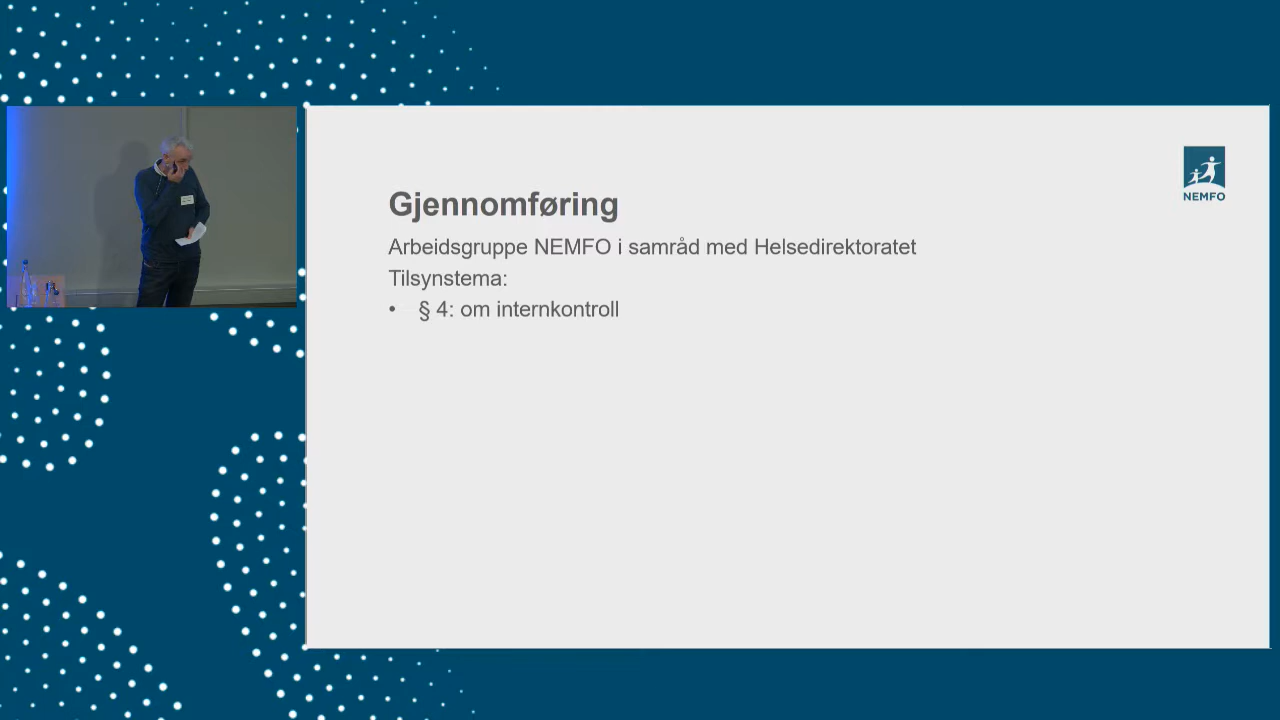 Gjennomføring
Arbeidsgruppe NEMFO i samråd med Helsedirektoratet
Tilsynstema:
• § 4: om internkontroll
NEMFO